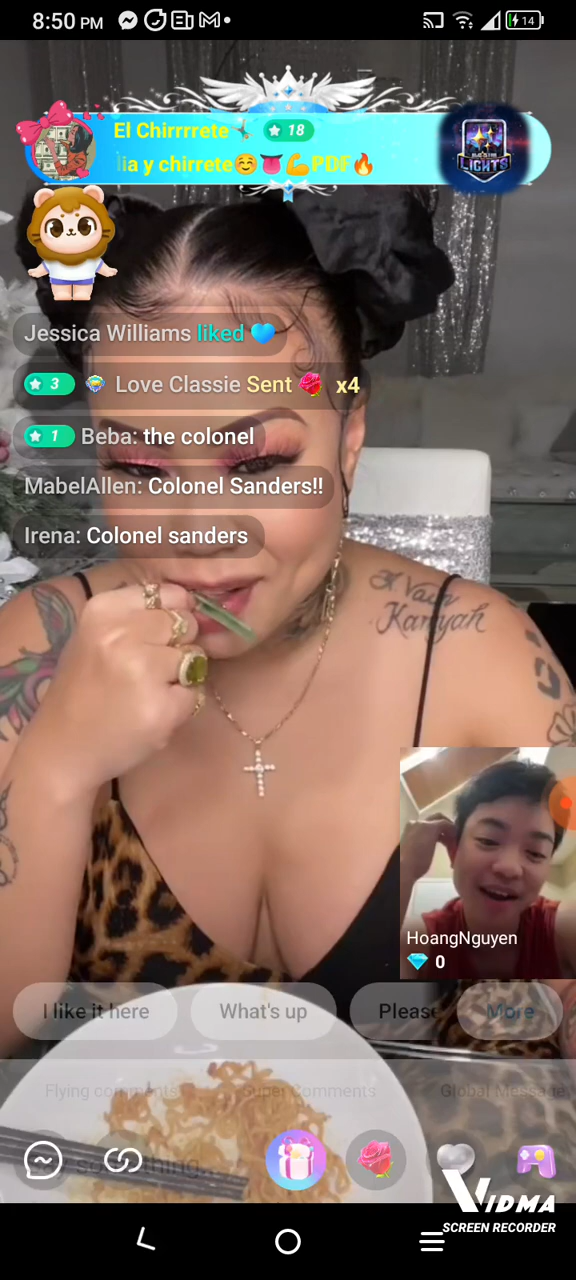 8:50 PM
14
El Chirrrrete 18
lia y chirrete☺️👅💪PDF🔥
LIGHTS
Jessica Williams liked 💙
3 Love Classie Sent 🌹 x4
1 Beba: the colonel
MabelAllen: Colonel Sanders!!
Irena: Colonel sanders
Kaniyah
HoangNguyen
0
I like it here
What's up
Please
More
Flying comments
Super Comments
Global Message
something...
VIDMA
SCREEN RECORDER